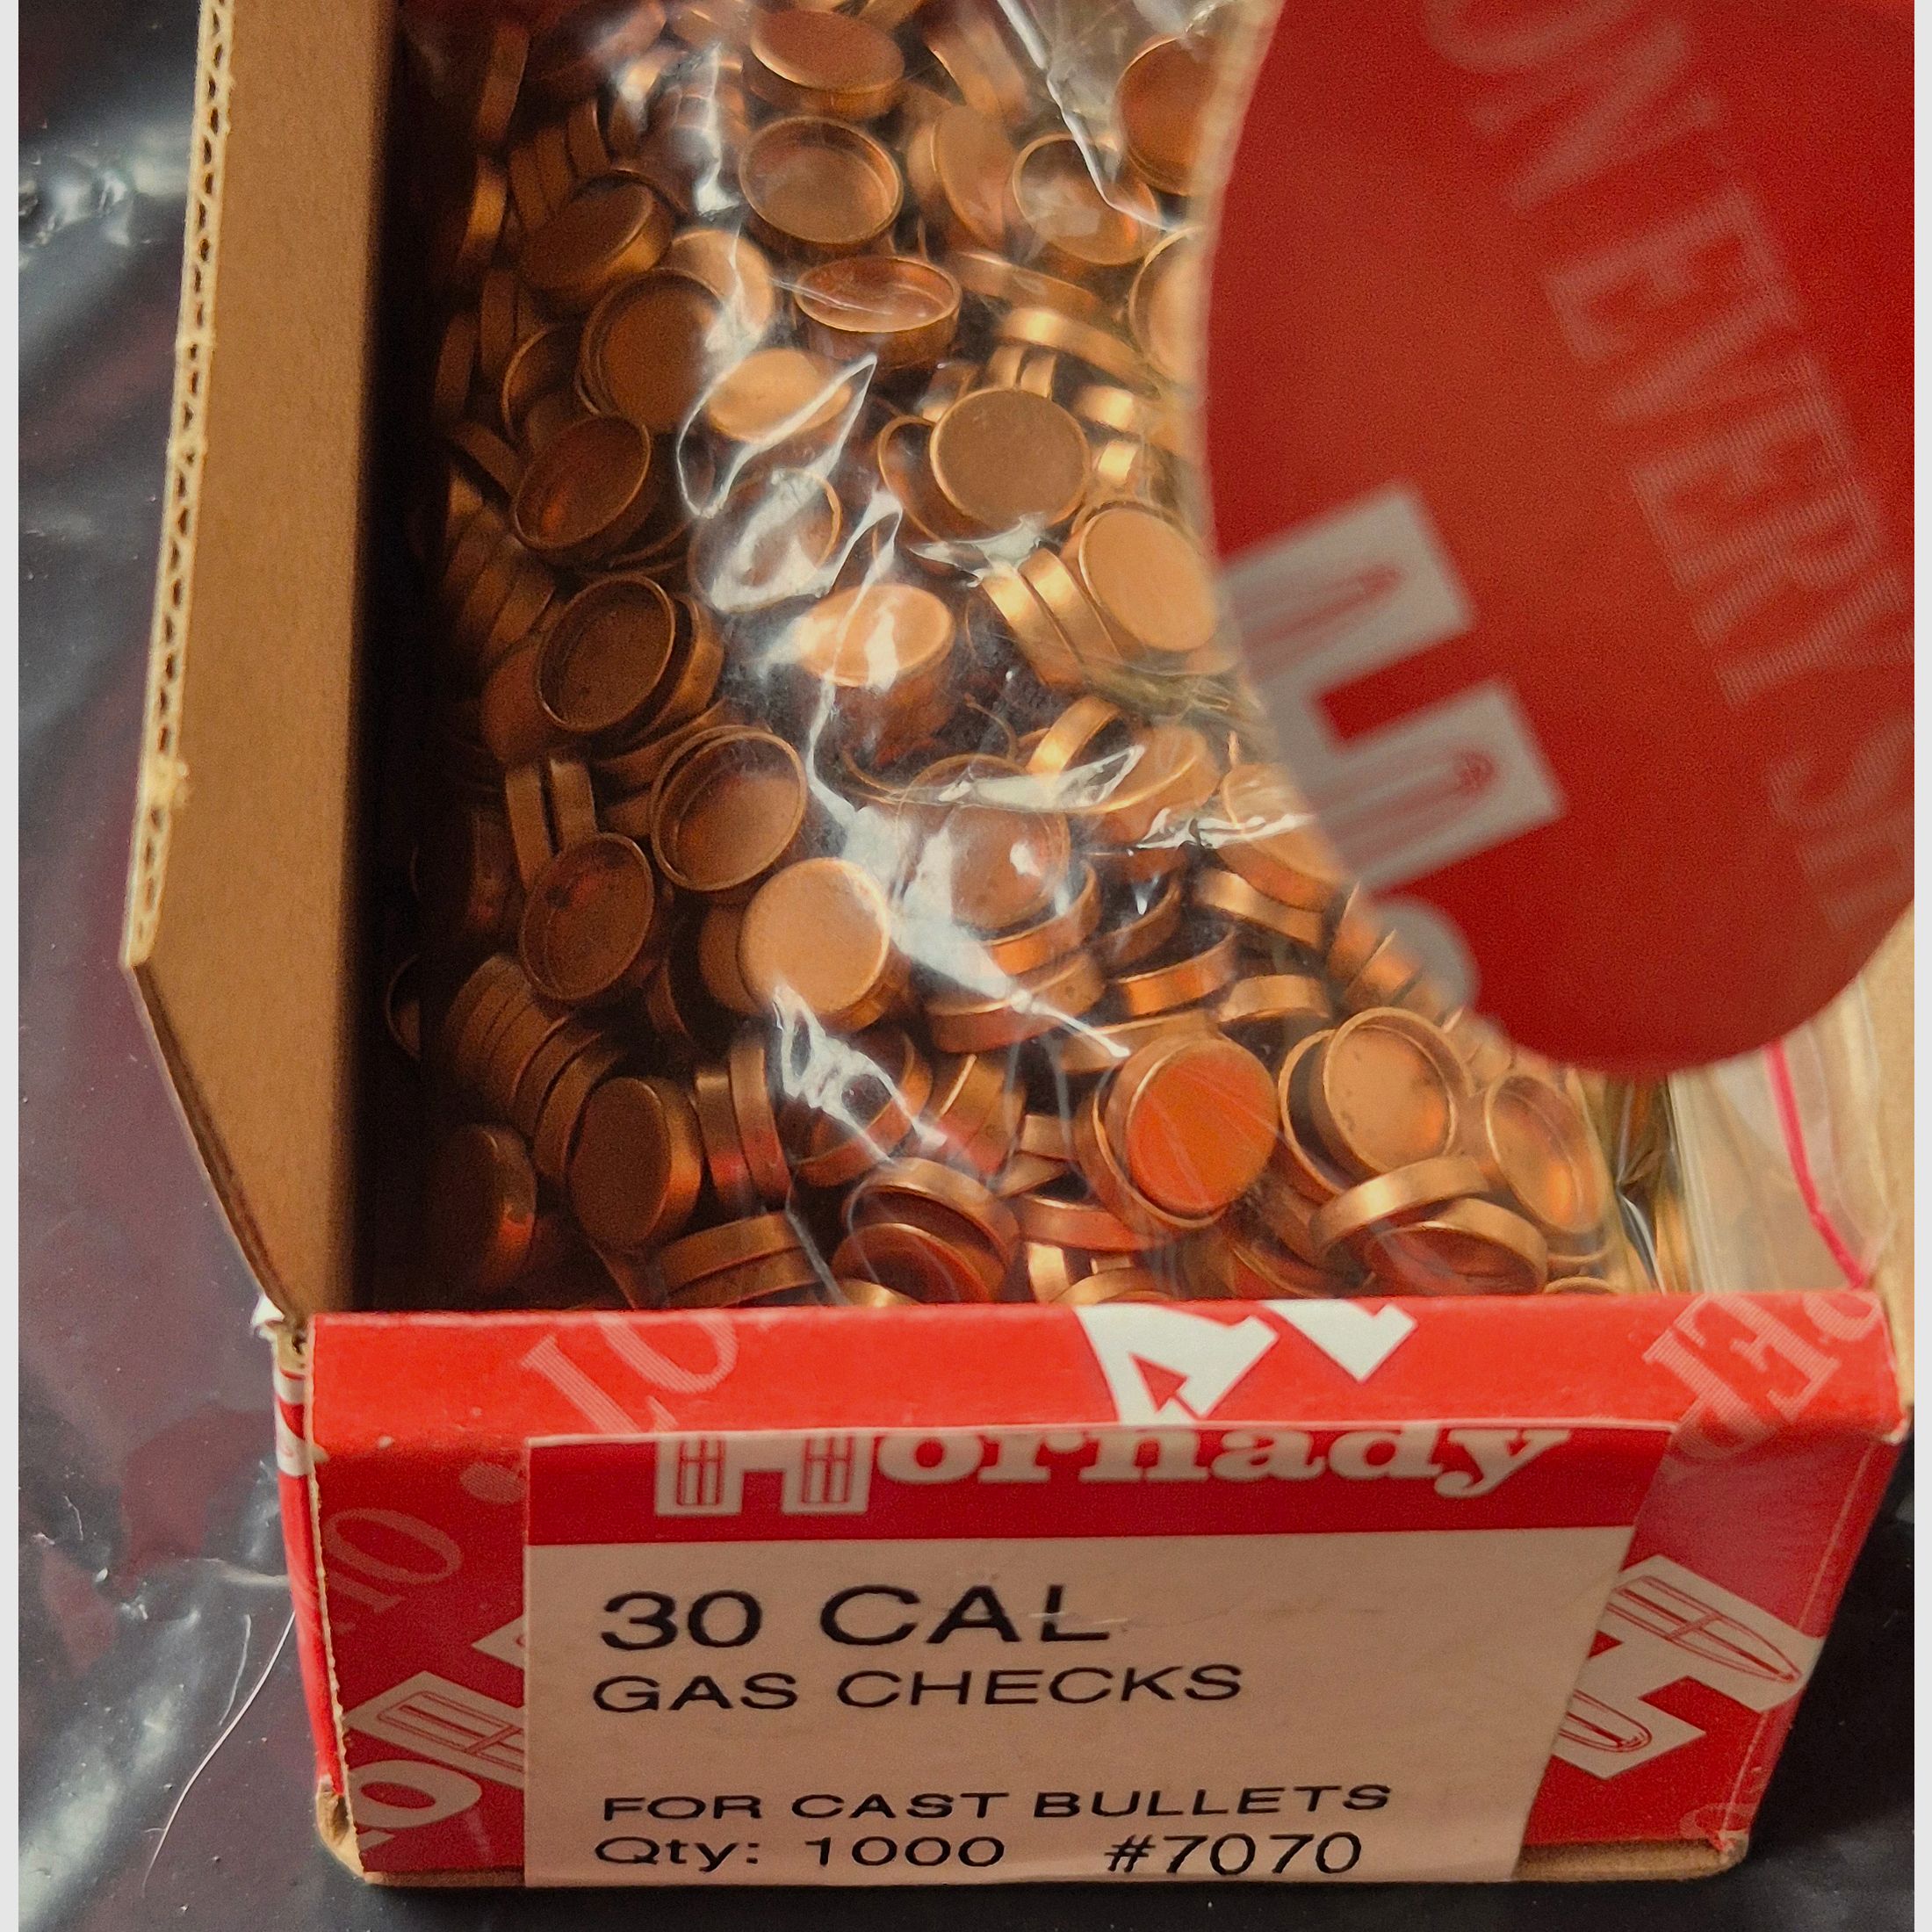 Hornady
30 CAL
GAS CHECKS
FOR CAST BULLETS
Qty: 1000 #7070